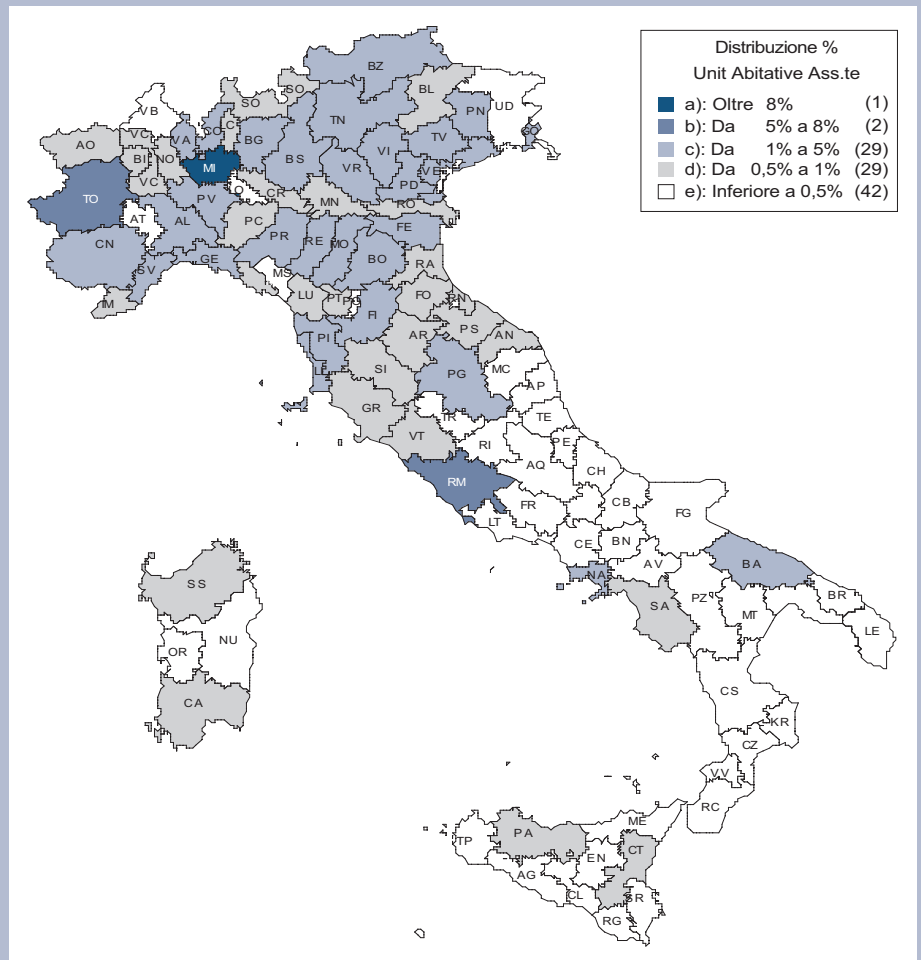 Distribuzione %
Unit Abitative Ass.te
a): Oltre 8% (1)
b): Da 5% a 8% (2)
c): Da 1% a 5% (29)
d): Da 0,5% a 1% (29)
e): Inferiore a 0,5% (42)
BZ
SO
BL
SO
VB
PN
UD
TN
CO
GO
VC
VA
BG
TV
AO
VI
BI
NO
BS
VE
MI
VR
VC
PD
TO
PV
CR
MN
RO
AT
AL
PC
FE
CN
PR
RE
MO
GE
BO
SV
MS
RA
LU
PT
FO
RN
IM
FI
PS
AN
PI
AR
SI
PG
MC
LI
AP
GR
TR
TE
VT
RI
PE
AQ
CH
RM
FR
CB
FG
LT
CE
BN
AV
BA
NA
SS
SA
PZ
BR
MT
LE
NU
OR
CS
CA
KR
CZ
VV
RC
ME
PA
TP
CT
EN
AG
CL
SR
RG